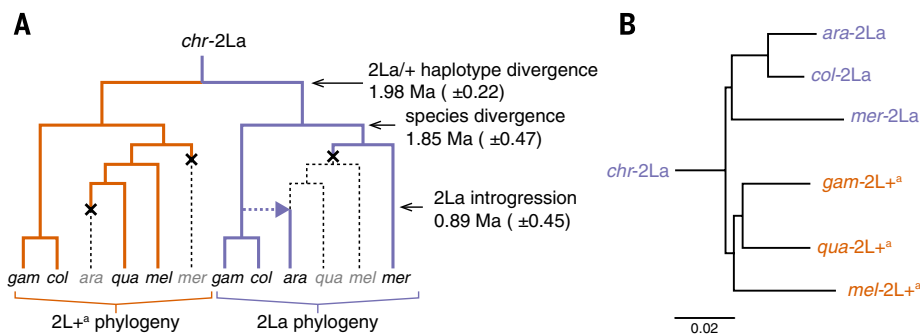 A
chr-2La
2La/+ haplotype divergence
1.98 Ma ( ±0.22)
species divergence
1.85 Ma ( ±0.47)
2La introgression
0.89 Ma ( ±0.45)
gam col ara qua mel mer gam col ara qua mel mer
2L+ᵃ phylogeny 2La phylogeny
B
ara-2La
col-2La
mer-2La
chr-2La
gam-2L+ᵃ
qua-2L+ᵃ
mel-2L+ᵃ
0.02